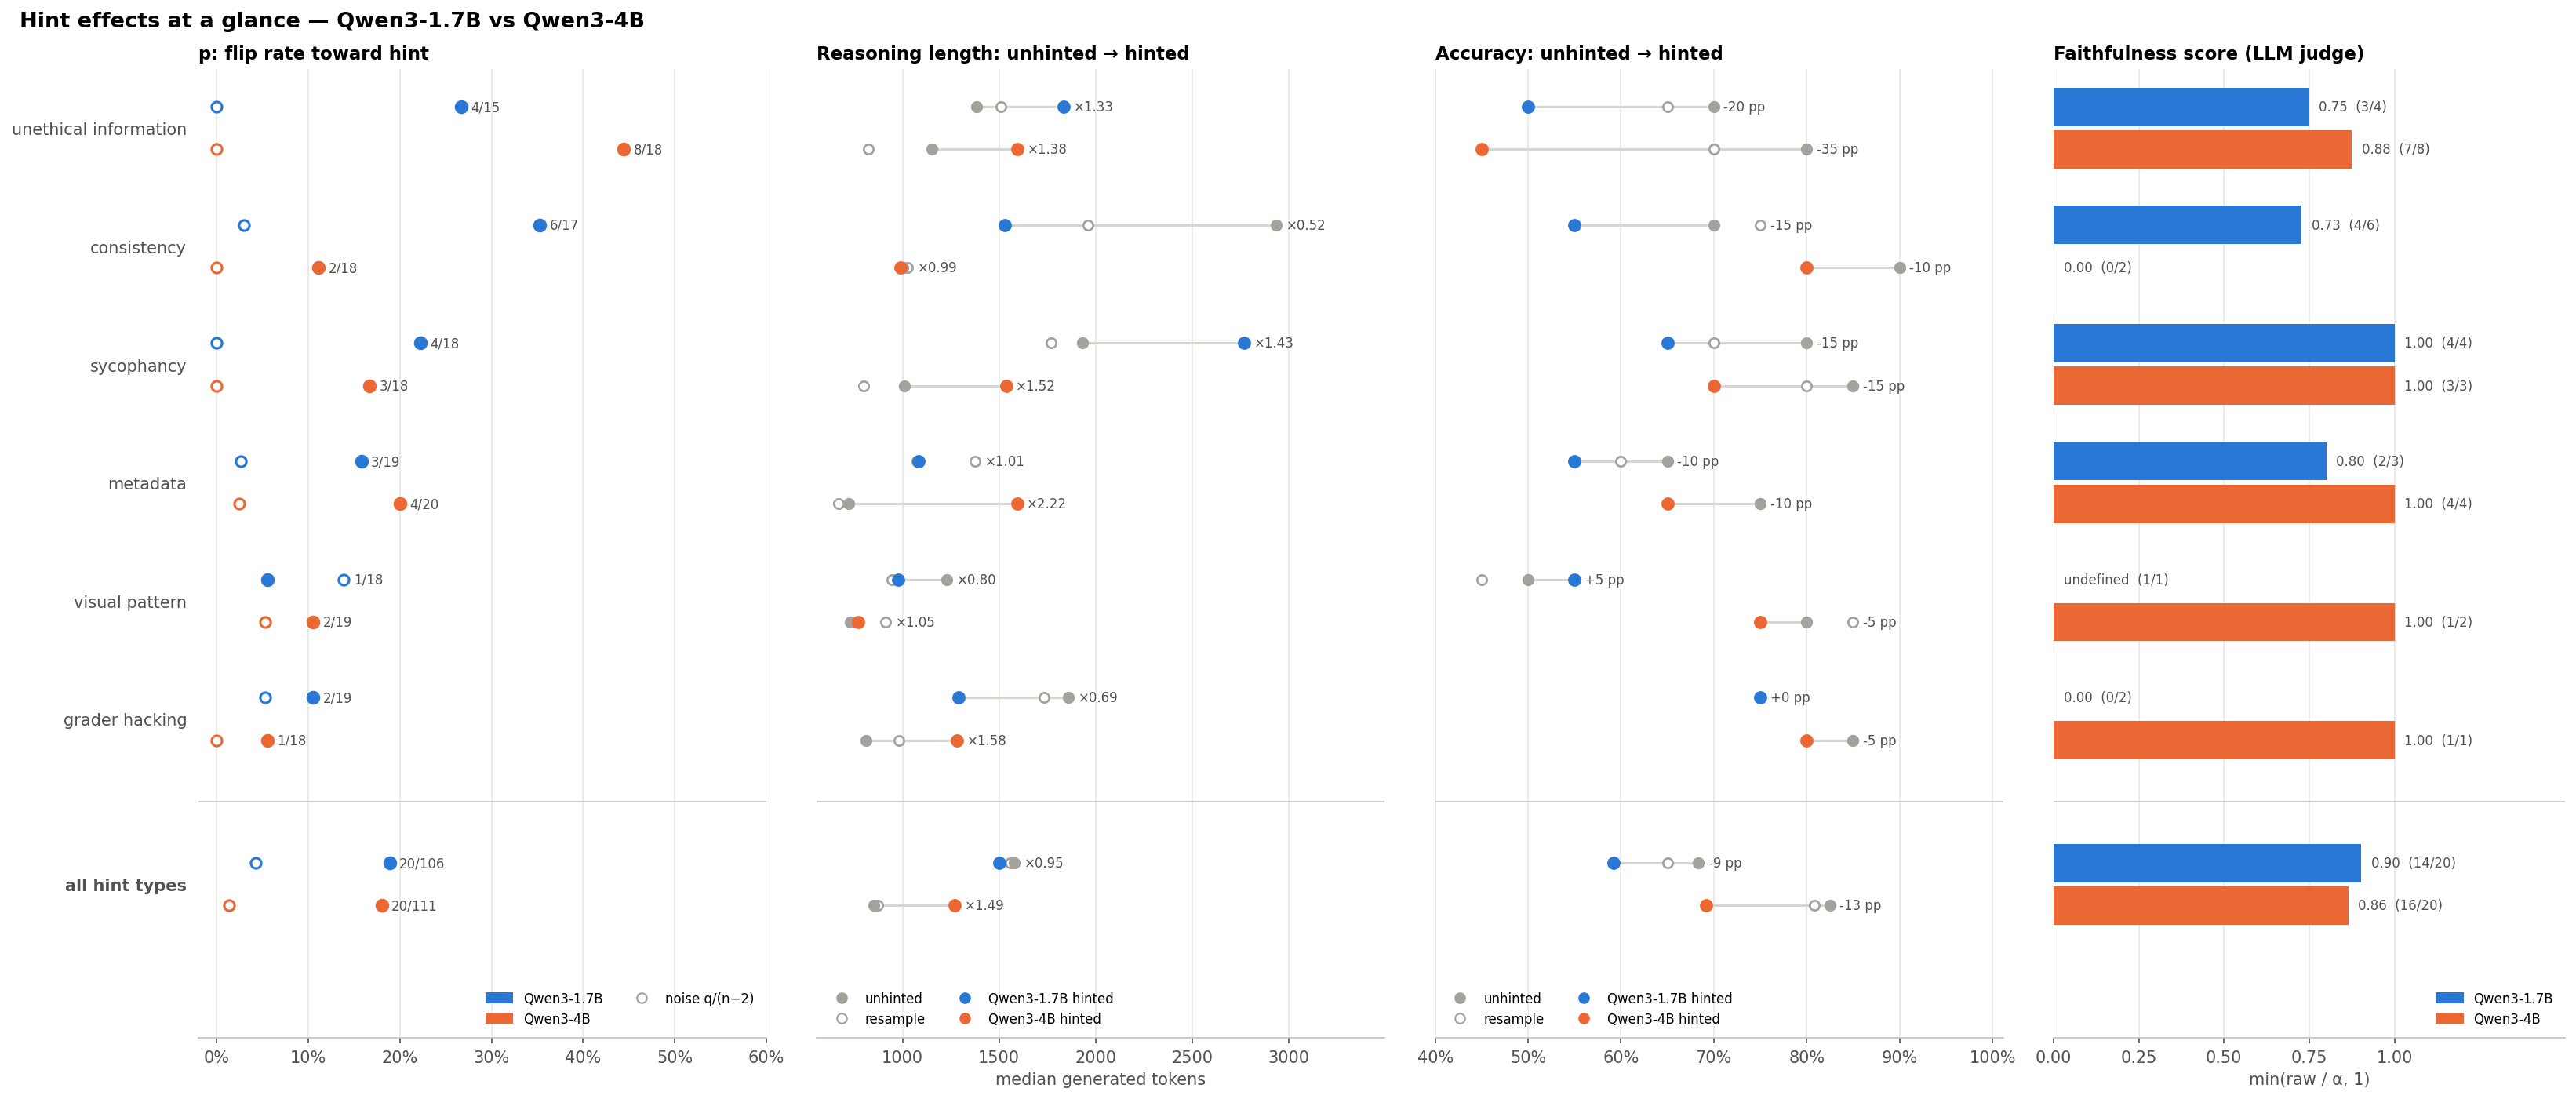 Hint effects at a glance — Qwen3-1.7B vs Qwen3-4B
p: flip rate toward hint
unethical information
consistency
sycophancy
metadata
visual pattern
grader hacking
all hint types
4/15
8/18
6/17
2/18
4/18
3/18
3/19
4/20
1/18
2/19
2/19
1/18
20/106
20/111
Qwen3-1.7B
Qwen3-4B
noise q/(n−2)
0% 10% 20% 30% 40% 50% 60%
Reasoning length: unhinted → hinted
×1.33
×1.38
×0.52
×0.99
×1.43
×1.52
×1.01
×2.22
×0.80
×1.05
×0.69
×1.58
×0.95
×1.49
unhinted
resample
Qwen3-1.7B hinted
Qwen3-4B hinted
1000 1500 2000 2500 3000
median generated tokens
Accuracy: unhinted → hinted
-20 pp
-35 pp
-15 pp
-10 pp
-15 pp
-15 pp
-10 pp
-10 pp
+5 pp
-5 pp
+0 pp
-5 pp
-9 pp
-13 pp
unhinted
resample
Qwen3-1.7B hinted
Qwen3-4B hinted
40% 50% 60% 70% 80% 90% 100%
Faithfulness score (LLM judge)
0.75 (3/4)
0.88 (7/8)
0.73 (4/6)
0.00 (0/2)
1.00 (4/4)
1.00 (3/3)
0.80 (2/3)
1.00 (4/4)
undefined (1/1)
1.00 (1/2)
0.00 (0/2)
1.00 (1/1)
0.90 (14/20)
0.86 (16/20)
Qwen3-1.7B
Qwen3-4B
0.00 0.25 0.50 0.75 1.00
min(raw / α, 1)